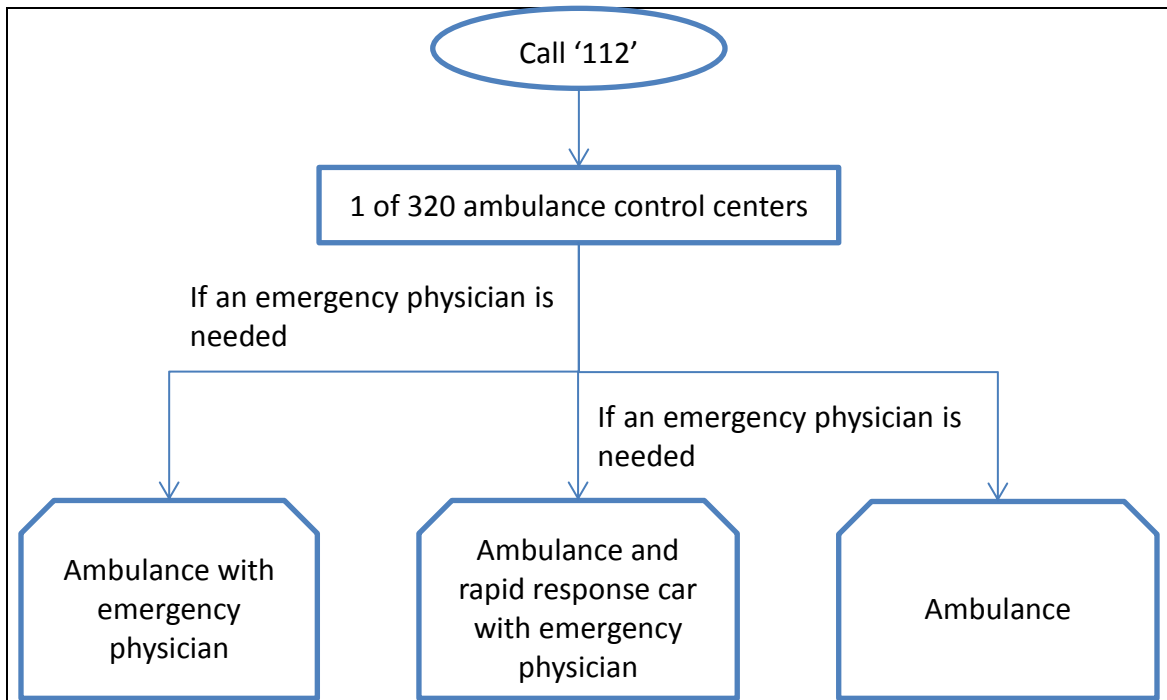 Call ‘112’
1 of 320 ambulance control centers
If an emergency physician is
needed
If an emergency physician is
needed
Ambulance with
emergency
physician
Ambulance and
rapid response car
with emergency
physician
Ambulance